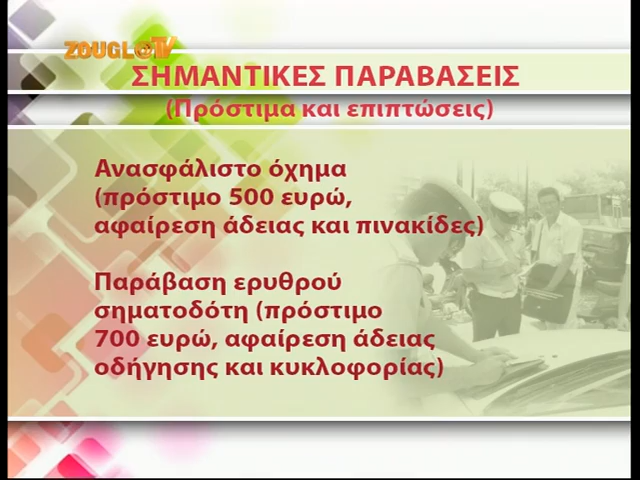 ZOUGL@TV
ΣΗΜΑΝΤΙΚΕΣ ΠΑΡΑΒΑΣΕΙΣ
(Πρόστιμα και επιπτώσεις)
Ανασφάλιστο όχημα
(πρόστιμο 500 ευρώ,
αφαίρεση άδειας και πινακίδες)
Παράβαση ερυθρού
σηματοδότη (πρόστιμο
700 ευρώ, αφαίρεση άδειας
οδήγησης και κυκλοφορίας)